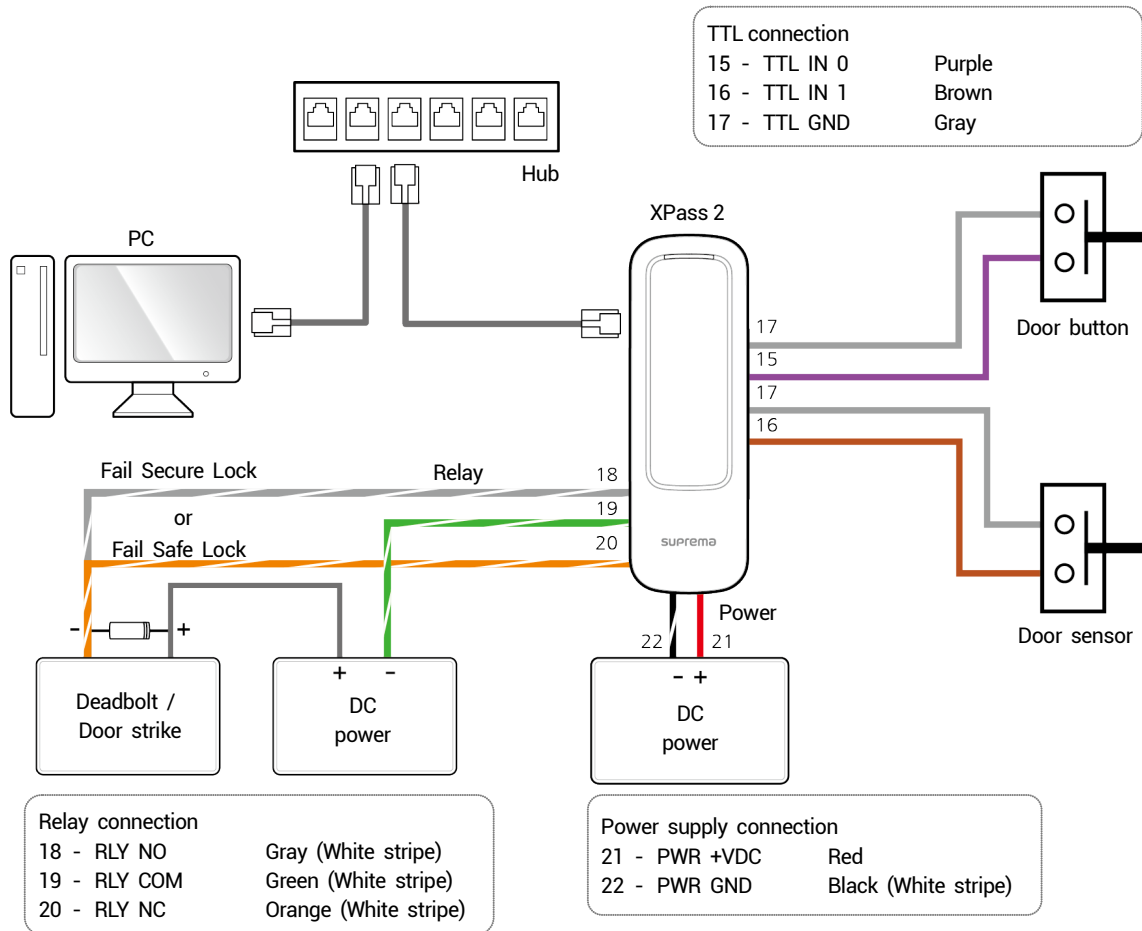 TTL connection
15 - TTL IN 0 Purple
16 - TTL IN 1 Brown
17 - TTL GND Gray
Hub
XPass 2
PC
17
Door button
15
17
16
Fail Secure Lock
Relay
18
or
19
Fail Safe Lock
20
suprema
Power
22
21
Door sensor
- +
+ -
- +
Deadbolt /
Door strike
DC
power
DC
power
Relay connection
18 - RLY NO Gray (White stripe)
19 - RLY COM Green (White stripe)
20 - RLY NC Orange (White stripe)
Power supply connection
21 - PWR +VDC Red
22 - PWR GND Black (White stripe)